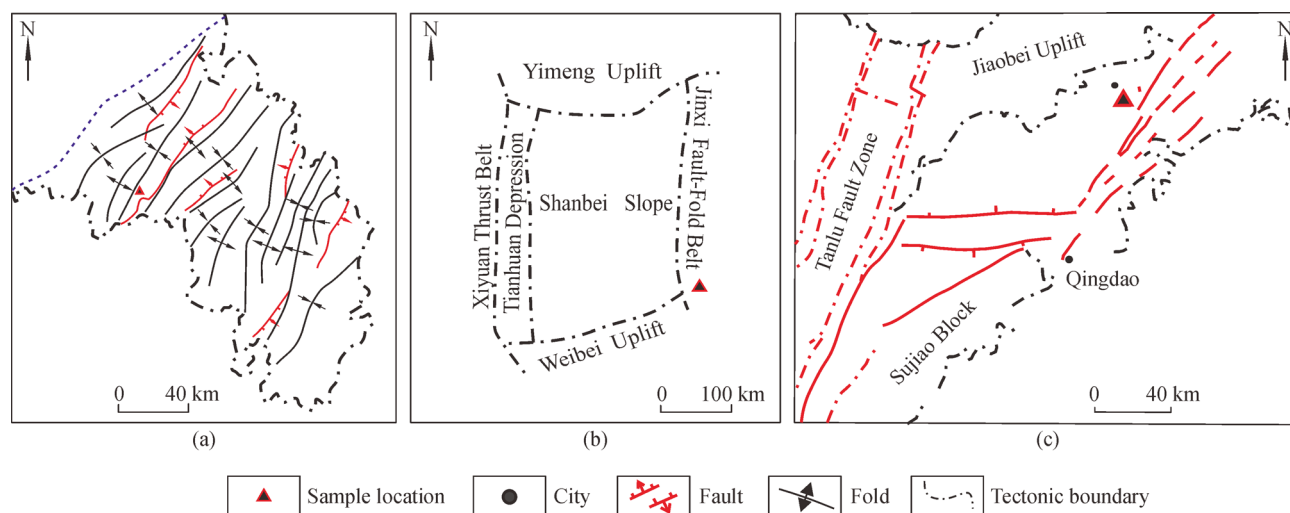 N
0 40 km
(a)
N
Yimeng Uplift
Xiyuan Thrust Belt
Tianhuan Depression
Shanbei Slope
Jinxi Fault-Fold Belt
Weibei Uplift
0 100 km
(b)
N
Jiaobei Uplift
Tanlu Fault Zone
Qingdao
Sujiao Block
0 40 km
(c)
Sample location
City
Fault
Fold
Tectonic boundary